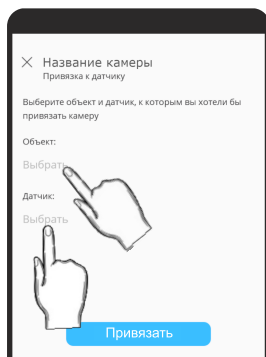 Название камеры
Привязка к датчику
Выберите объект и датчик, к которым вы хотели бы
привязать камеру
Объект:
Выбрать
Датчик:
Выбрать
Привязать